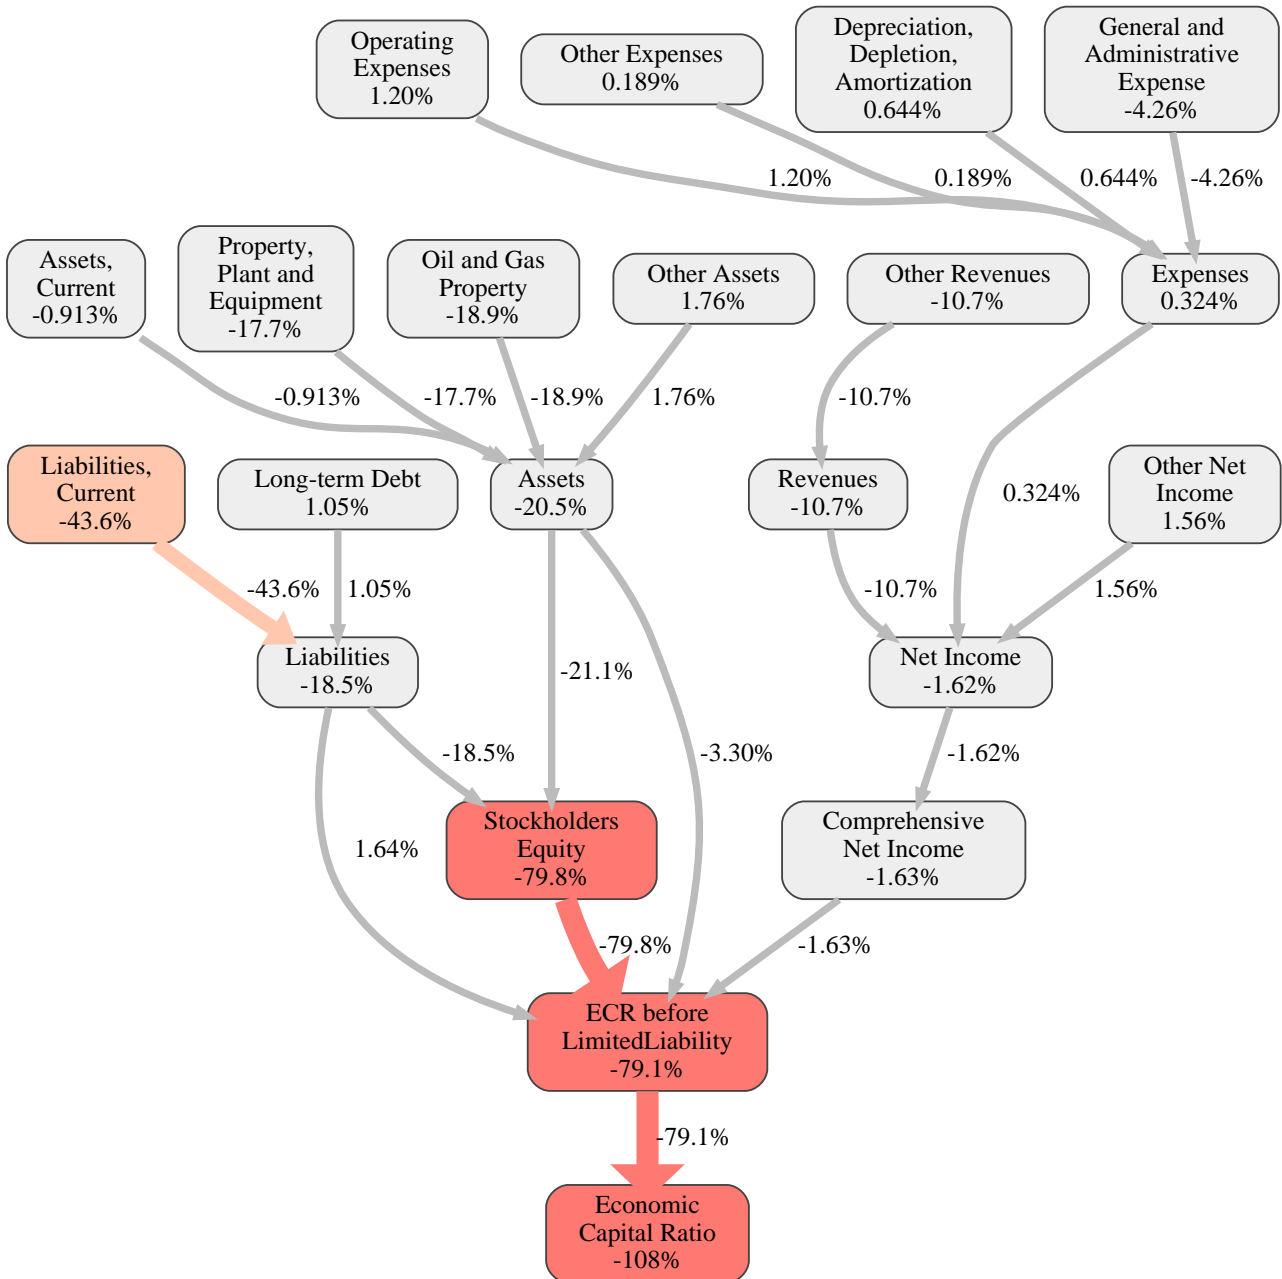 Operating
Expenses
1.20%
Other Expenses
0.189%
Depreciation,
Depletion,
Amortization
0.644%
General and
Administrative
Expense
-4.26%
1.20%
0.189%
0.644%
-4.26%
Assets,
Current
-0.913%
Property,
Plant and
Equipment
-17.7%
Oil and Gas
Property
-18.9%
Other Assets
1.76%
Other Revenues
-10.7%
Expenses
0.324%
-0.913%
-17.7%
-18.9%
1.76%
-10.7%
Liabilities,
Current
-43.6%
Long-term Debt
1.05%
Assets
-20.5%
Revenues
-10.7%
0.324%
Other Net
Income
1.56%
-43.6%
1.05%
-10.7%
1.56%
Liabilities
-18.5%
-21.1%
Net Income
-1.62%
-18.5%
-3.30%
-1.62%
1.64%
Stockholders
Equity
-79.8%
Comprehensive
Net Income
-1.63%
-79.8%
-1.63%
ECR before
LimitedLiability
-79.1%
-79.1%
Economic
Capital Ratio
-108%